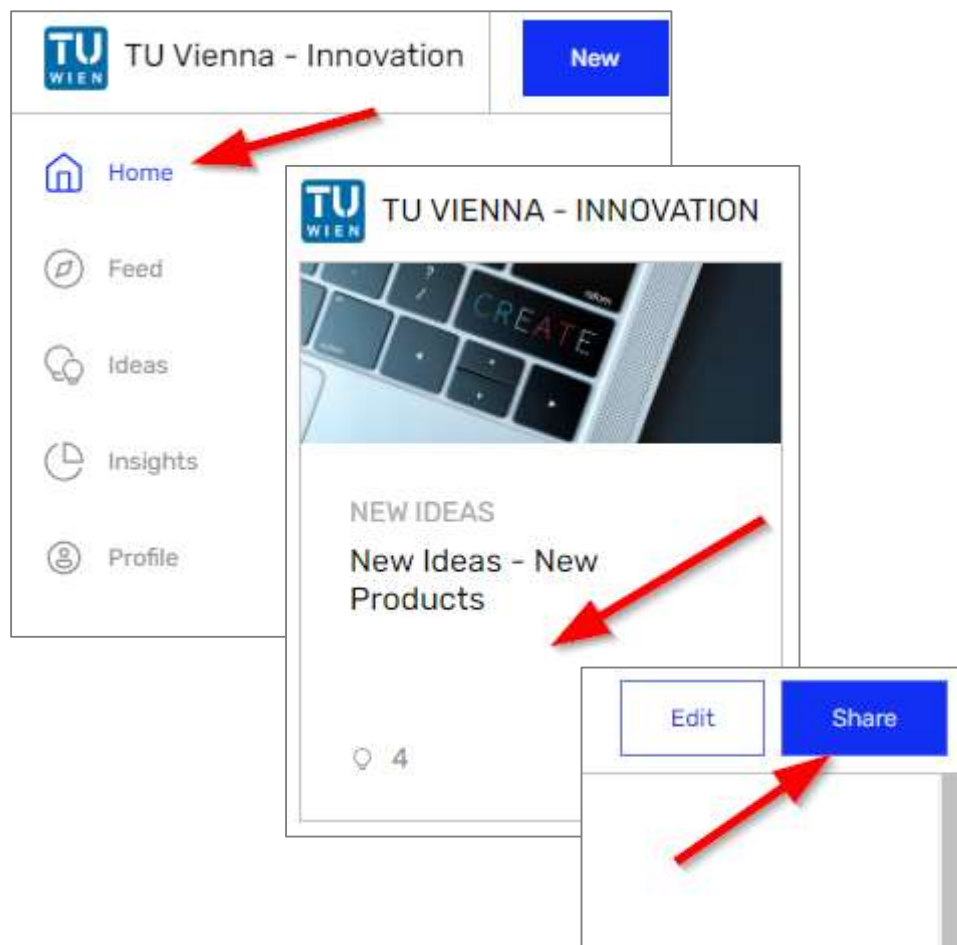 TU
WIEN
TU Vienna - Innovation
New
Home
Feed
Ideas
Insights
Profile
TU
WIEN
TU VIENNA - INNOVATION
?
/
CREATE
NEW IDEAS
New Ideas - New
Products
4
Edit
Share